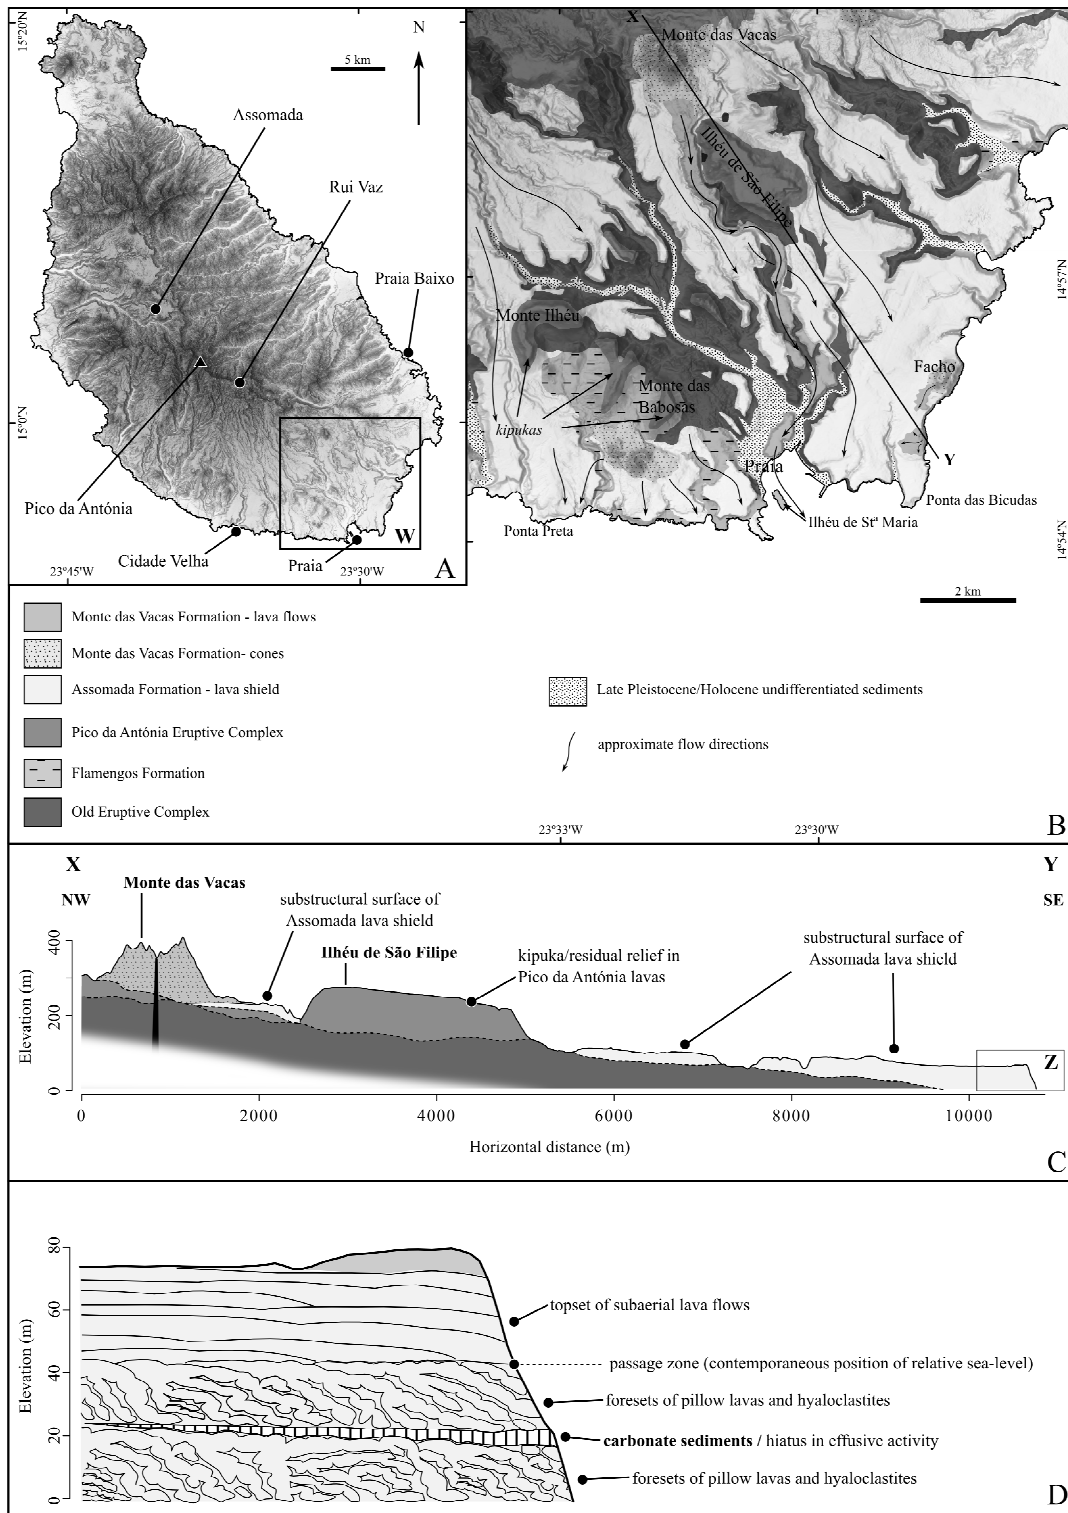 15°20'N
N
5 km
Assomada
Rui Vaz
Praia Baixo
15°0'N
Pico da Antónia
Cidade Velha
Praia
W
23°45'W
23°30'W
A
X
Monte das Vacas
Ilhéu de São Filipe
14°57'N
Monte Ilhéu
Facho
Monte das
Babosas
kipukas
Praia
Y
Ponta das Bicudas
Ponta Preta
Ilhéu de Stª Maria
14°54'N
2 km
Monte das Vacas Formation - lava flows
Monte das Vacas Formation- cones
Assomada Formation - lava shield
Pico da Antónia Eruptive Complex
Flamengos Formation
Old Eruptive Complex
Late Pleistocene/Holocene undifferentiated sediments
approximate flow directions
23°33'W
23°30'W
B
X
Y
NW
SE
Monte das Vacas
substructural surface of
Assomada lava shield
Ilhéu de São Filipe
kipuka/residual relief in
Pico da Antónia lavas
substructural surface of
Assomada lava shield
Elevation (m)
400
200
0
Z
0
2000
4000
6000
8000
10000
Horizontal distance (m)
C
Elevation (m)
80
60
40
20
0
topset of subaerial lava flows
passage zone (contemporaneous position of relative sea-level)
foresets of pillow lavas and hyaloclastites
carbonate sediments / hiatus in effusive activity
foresets of pillow lavas and hyaloclastites
D